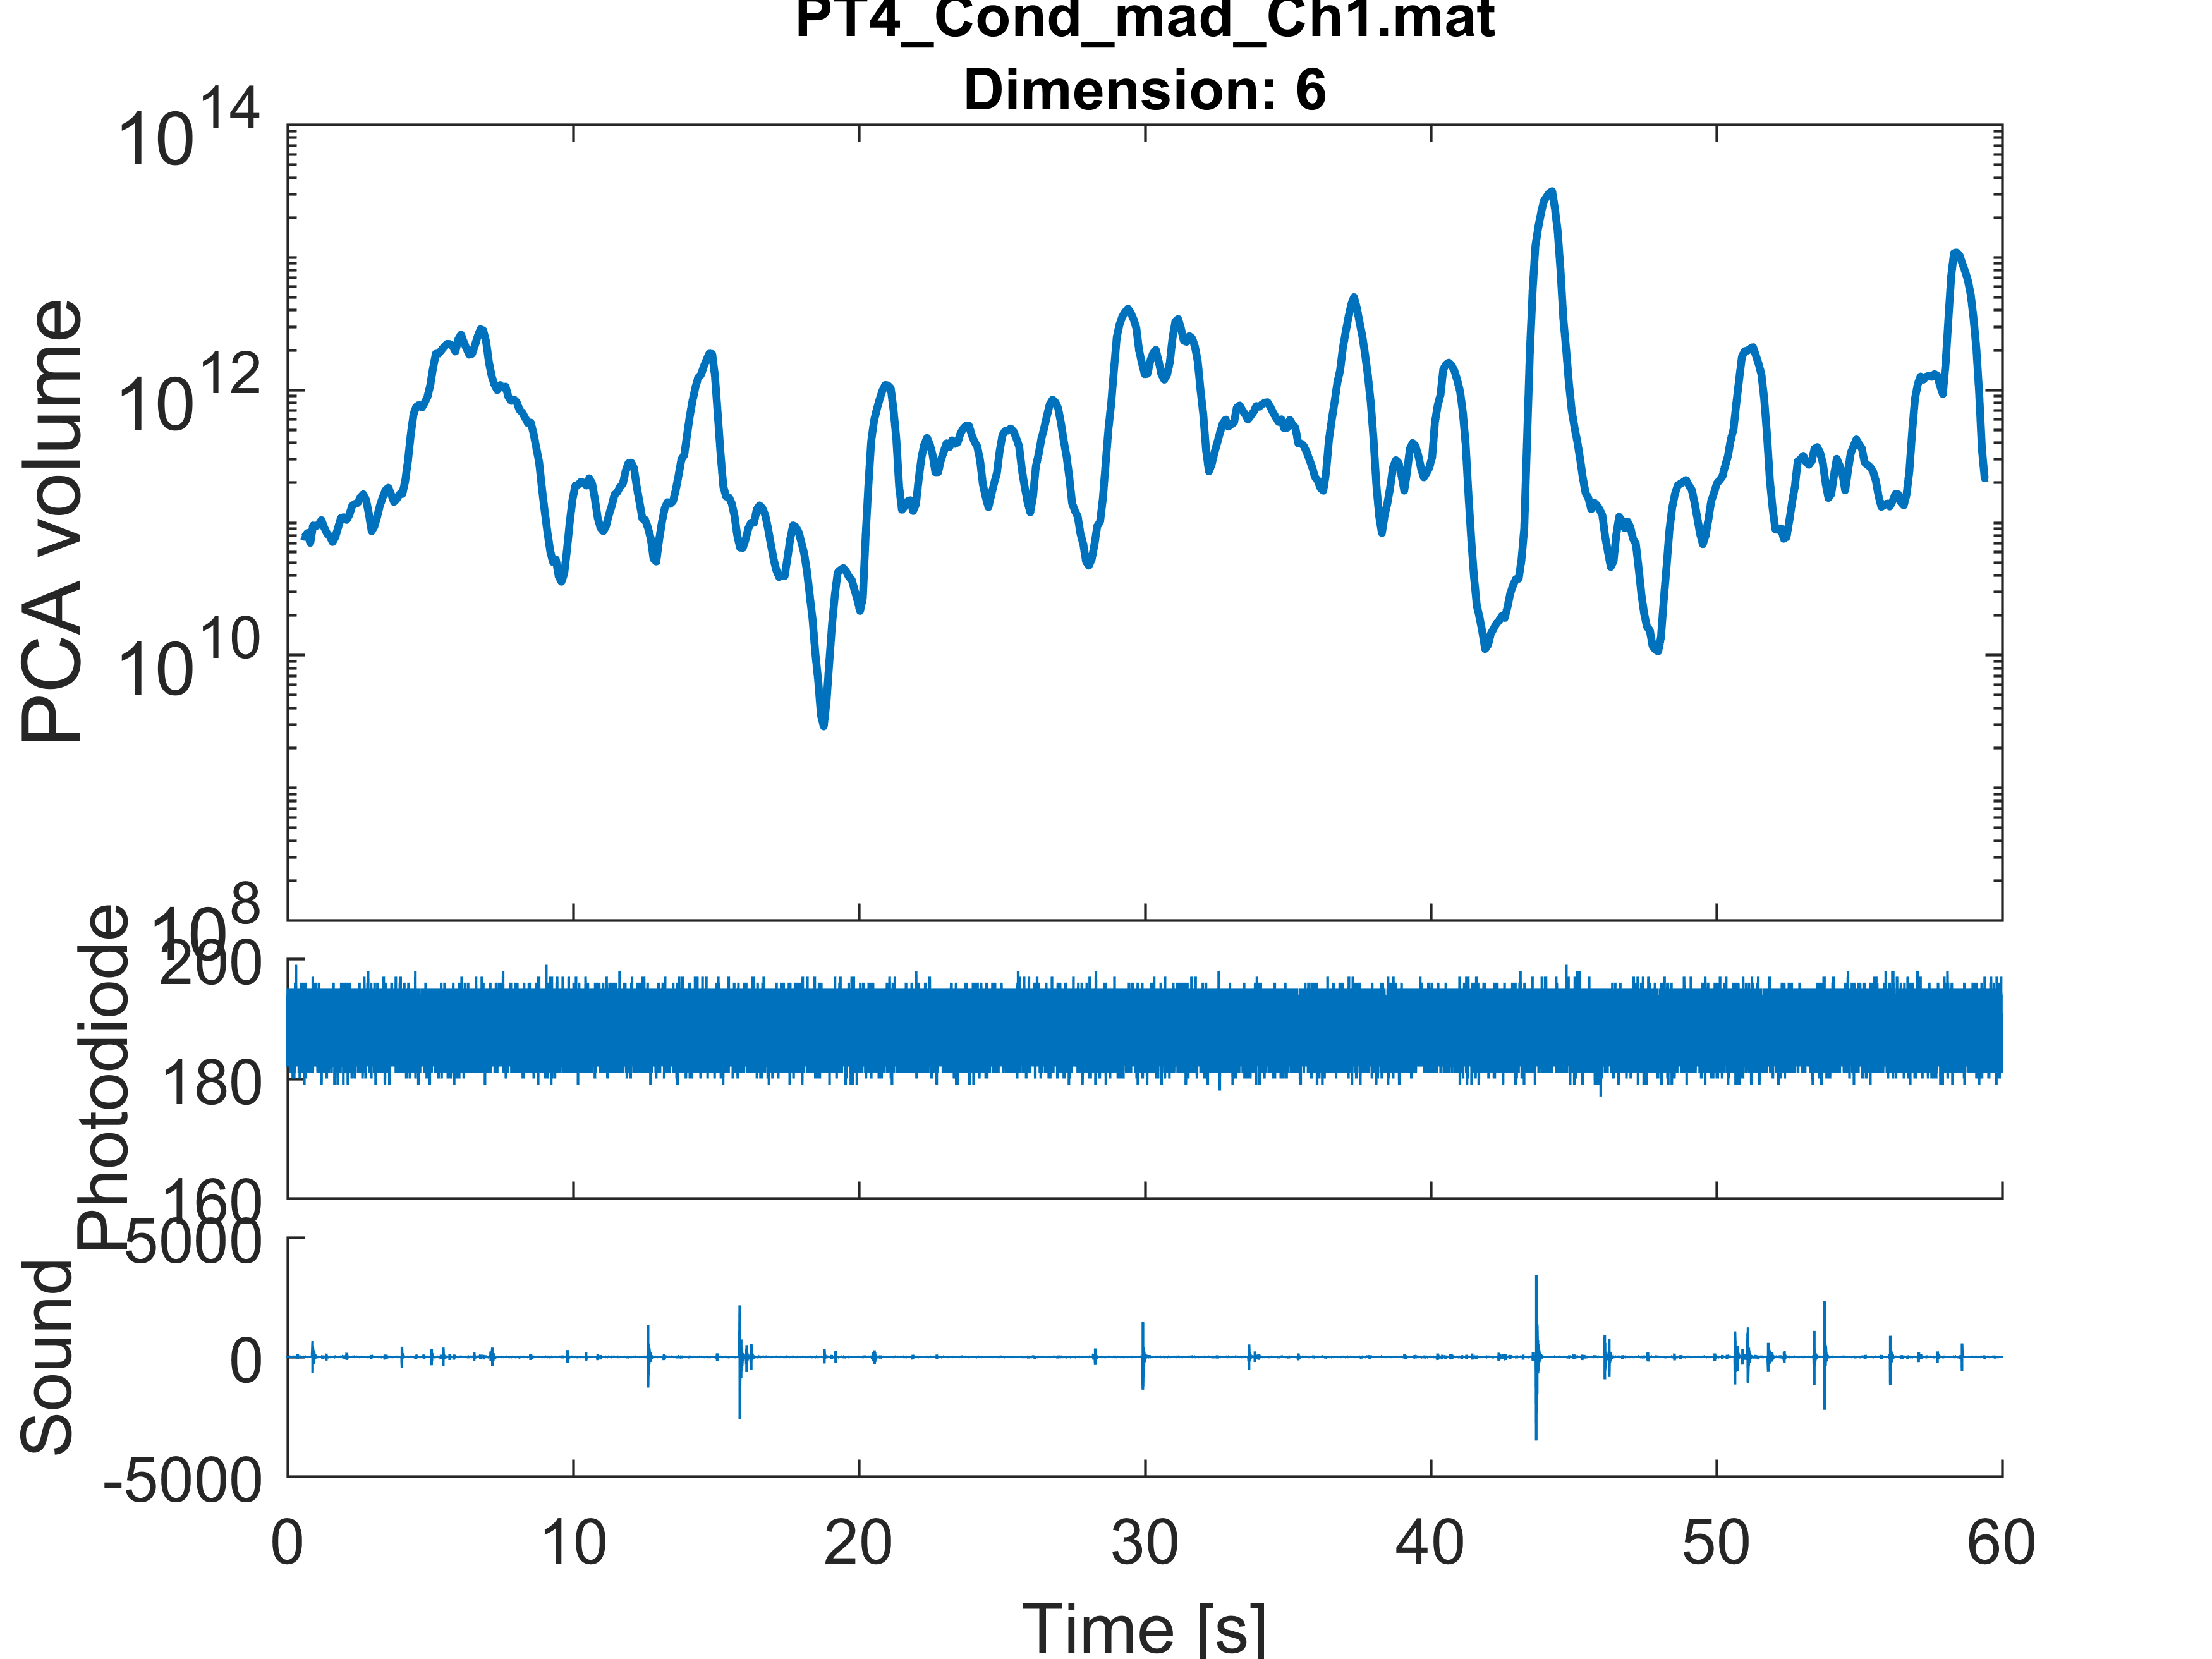 PT4_Cond_mad_Ch1.mat
Dimension: 6
PCA volume
10^14
10^12
10^10
10^8
Photodiode
200
180
160
Sound
5000
0
-5000
0 10 20 30 40 50 60
Time [s]